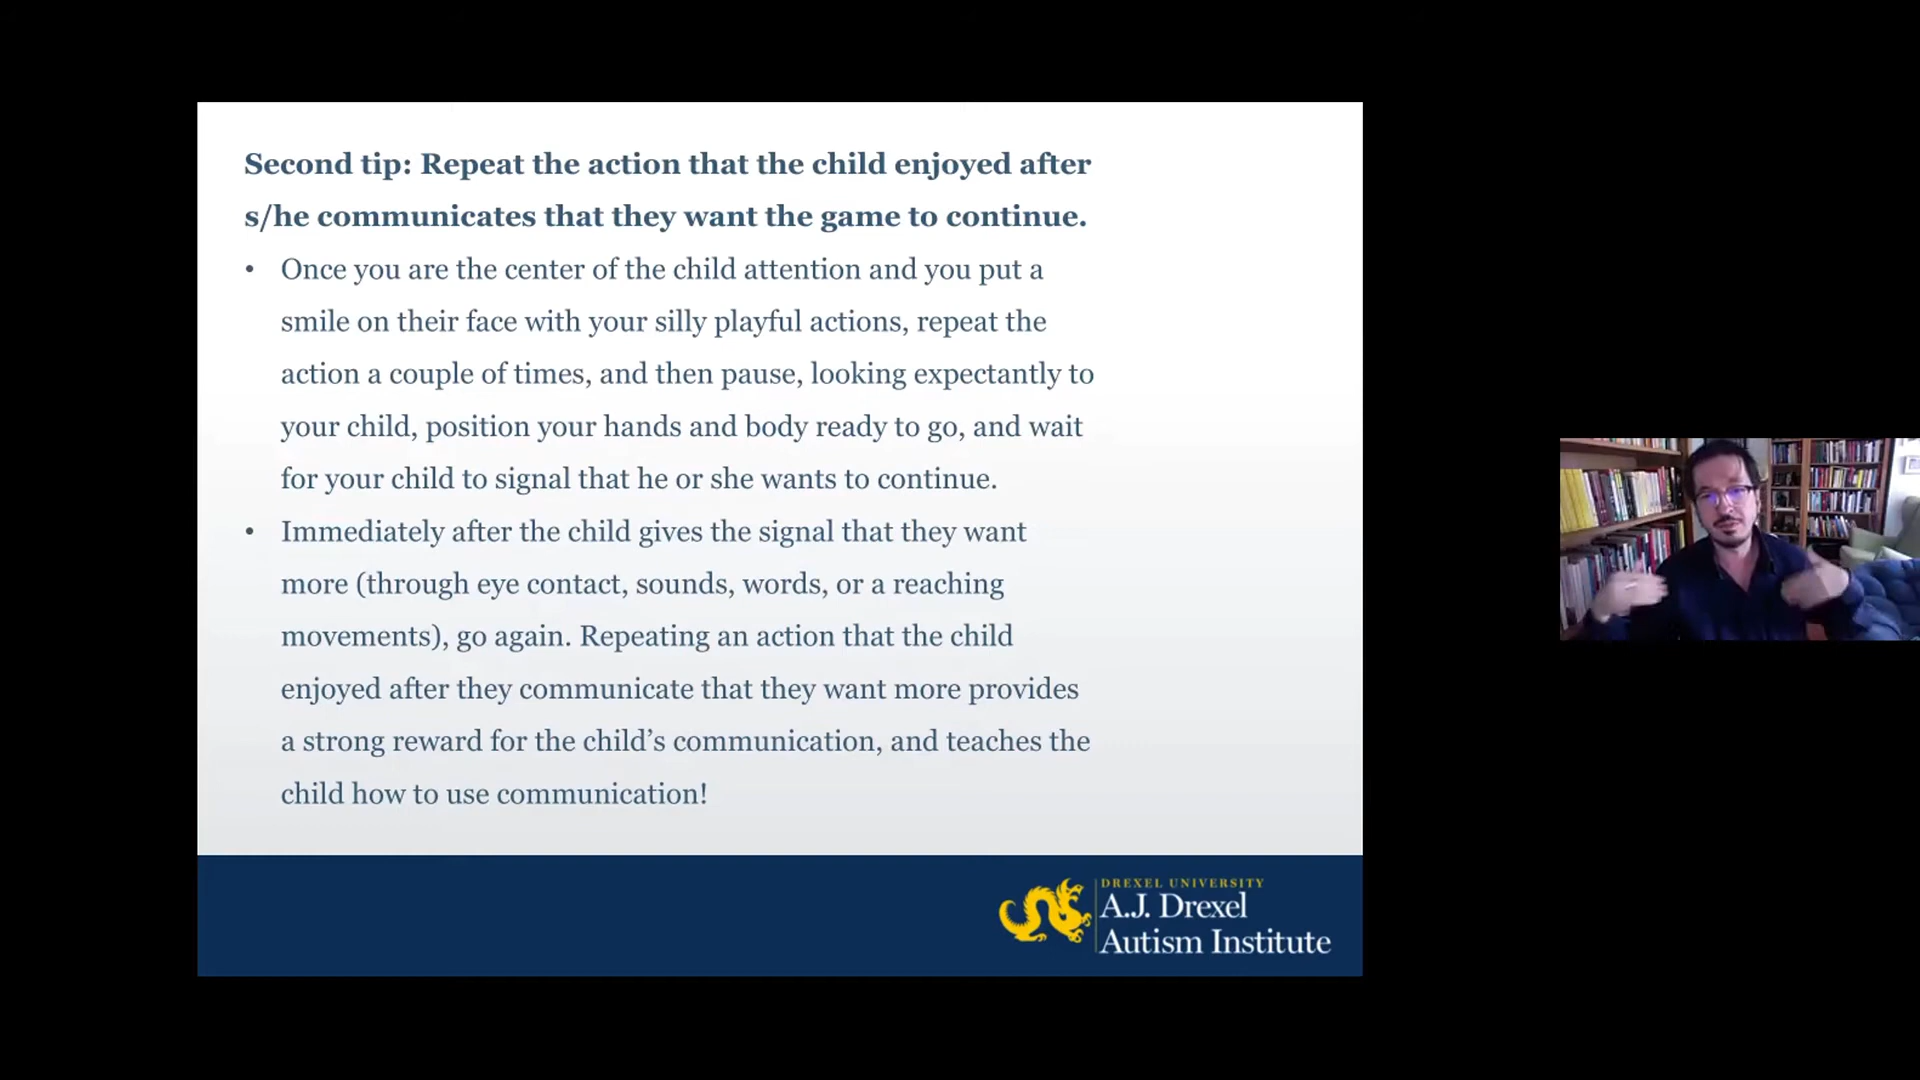 Second tip: Repeat the action that the child enjoyed after
s/he communicates that they want the game to continue.
• Once you are the center of the child attention and you put a
smile on their face with your silly playful actions, repeat the
action a couple of times, and then pause, looking expectantly to
your child, position your hands and body ready to go, and wait
for your child to signal that he or she wants to continue.
• Immediately after the child gives the signal that they want
more (through eye contact, sounds, words, or a reaching
movements), go again. Repeating an action that the child
enjoyed after they communicate that they want more provides
a strong reward for the child’s communication, and teaches the
child how to use communication!
DREXEL UNIVERSITY
A.J. Drexel
Autism Institute